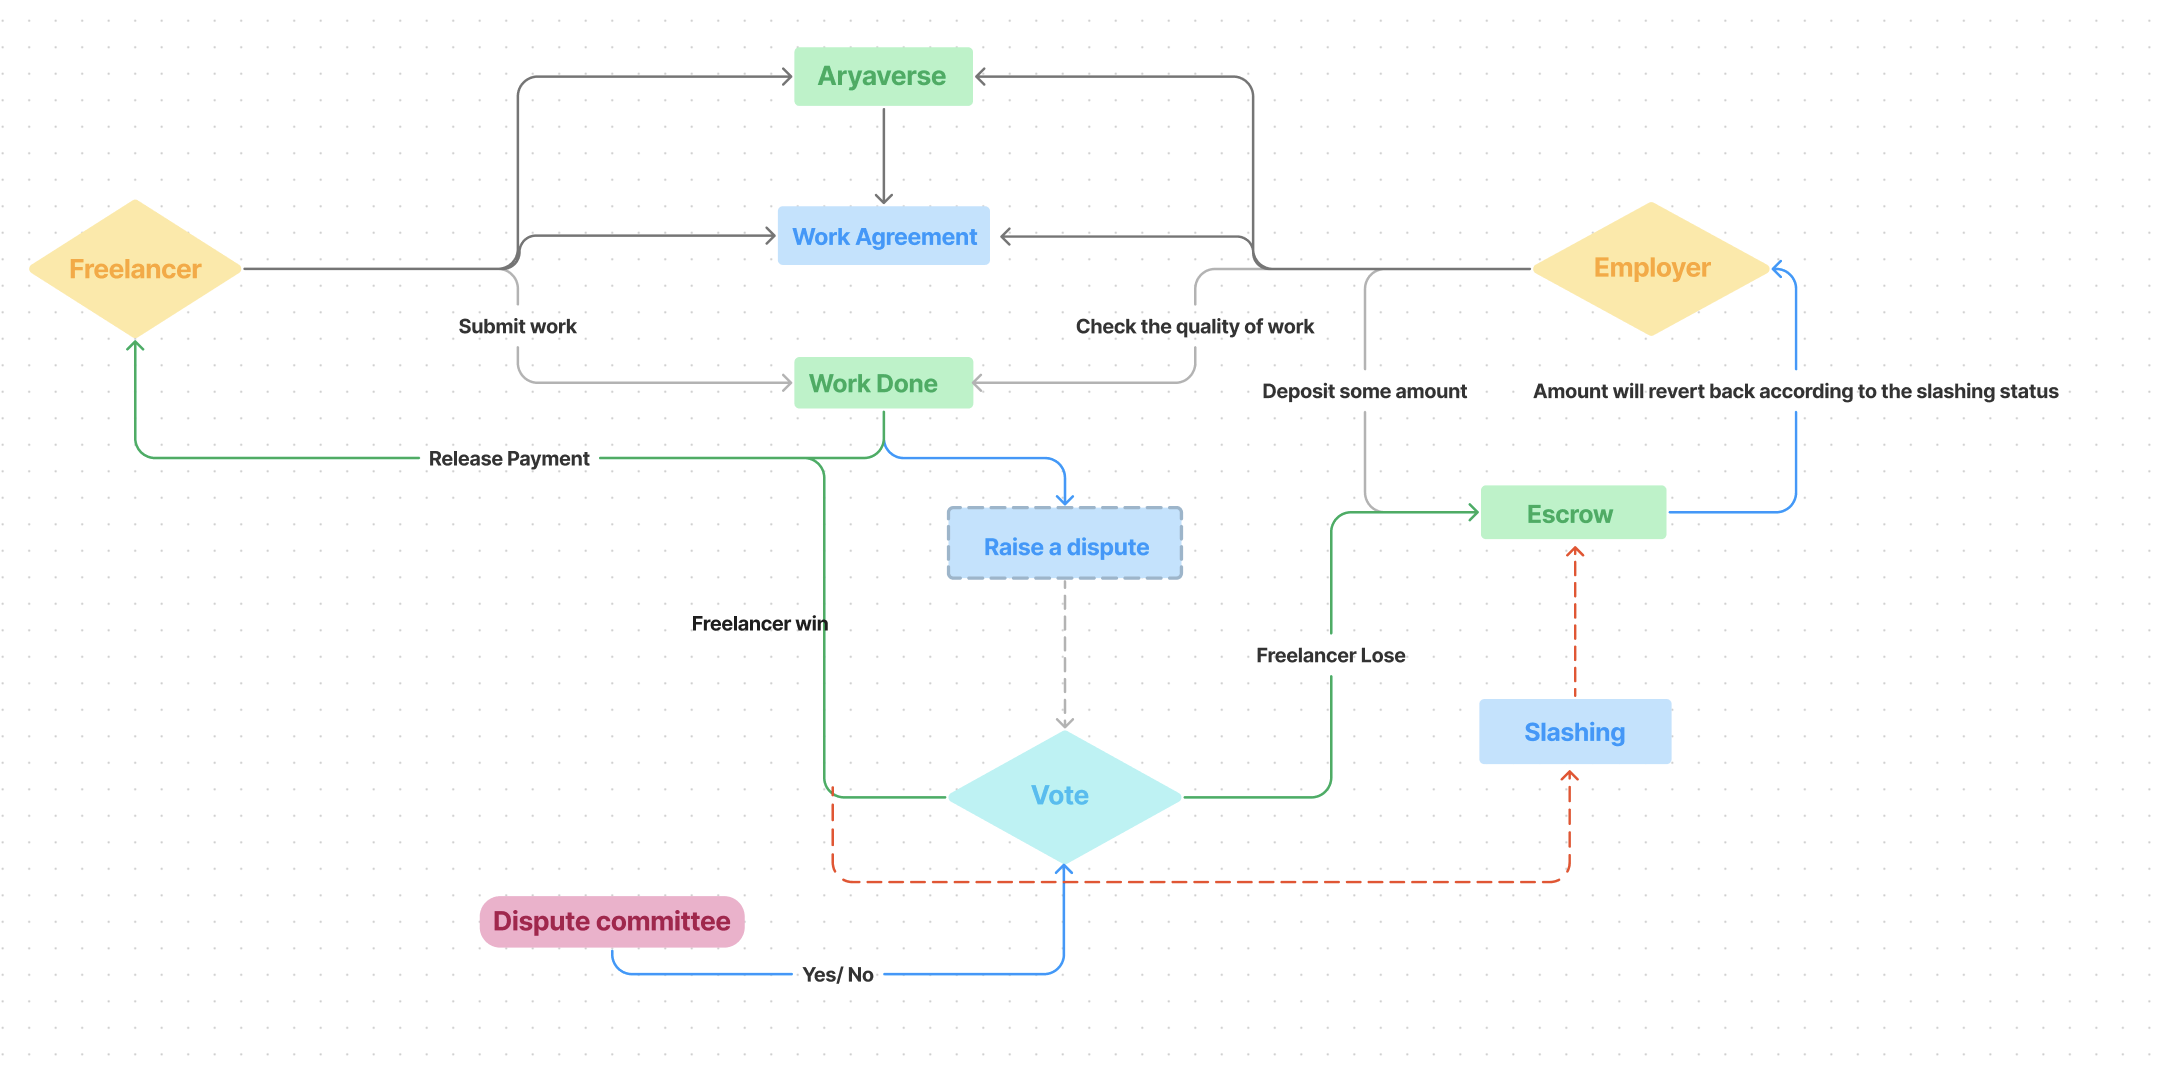 Aryaverse
Work Agreement
Freelancer
Employer
Submit work
Check the quality of work
Work Done
Deposit some amount
Amount will revert back according to the slashing status
Release Payment
Escrow
Raise a dispute
Freelancer win
Freelancer Lose
Slashing
Vote
Dispute committee
Yes/ No